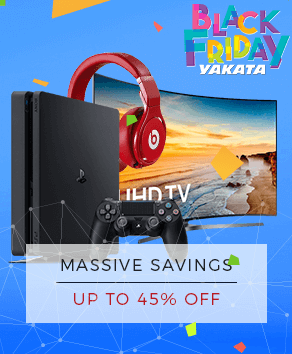 BLACK
FRIDAY
YAKATA
UHD TV
MASSIVE SAVINGS
UP TO 45% OFF